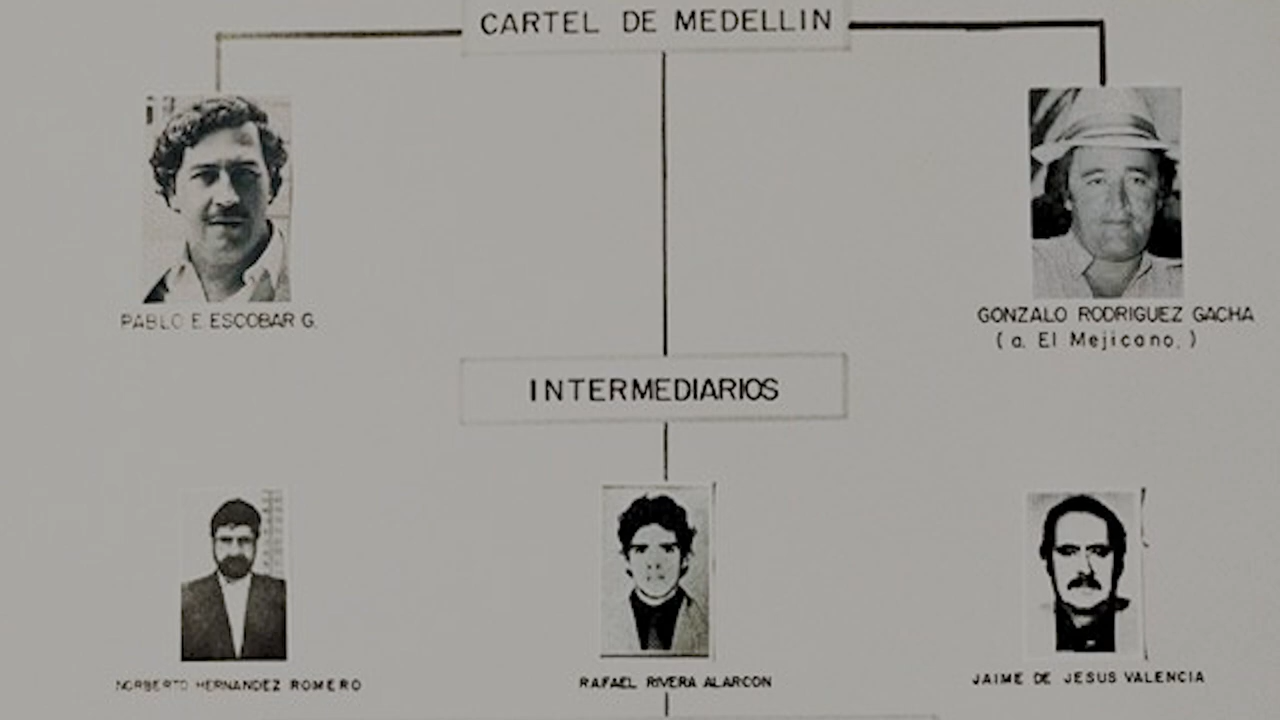 CARTEL DE MEDELLIN
PABLO E. ESCOBAR G.
GONZALO RODRIGUEZ GACHA
(a. El Mejicano.)
INTERMEDIARIOS
NORBERTO HERNANDEZ ROMERO
RAFAEL RIVERA ALARCON
JAIME DE JESUS VALENCIA